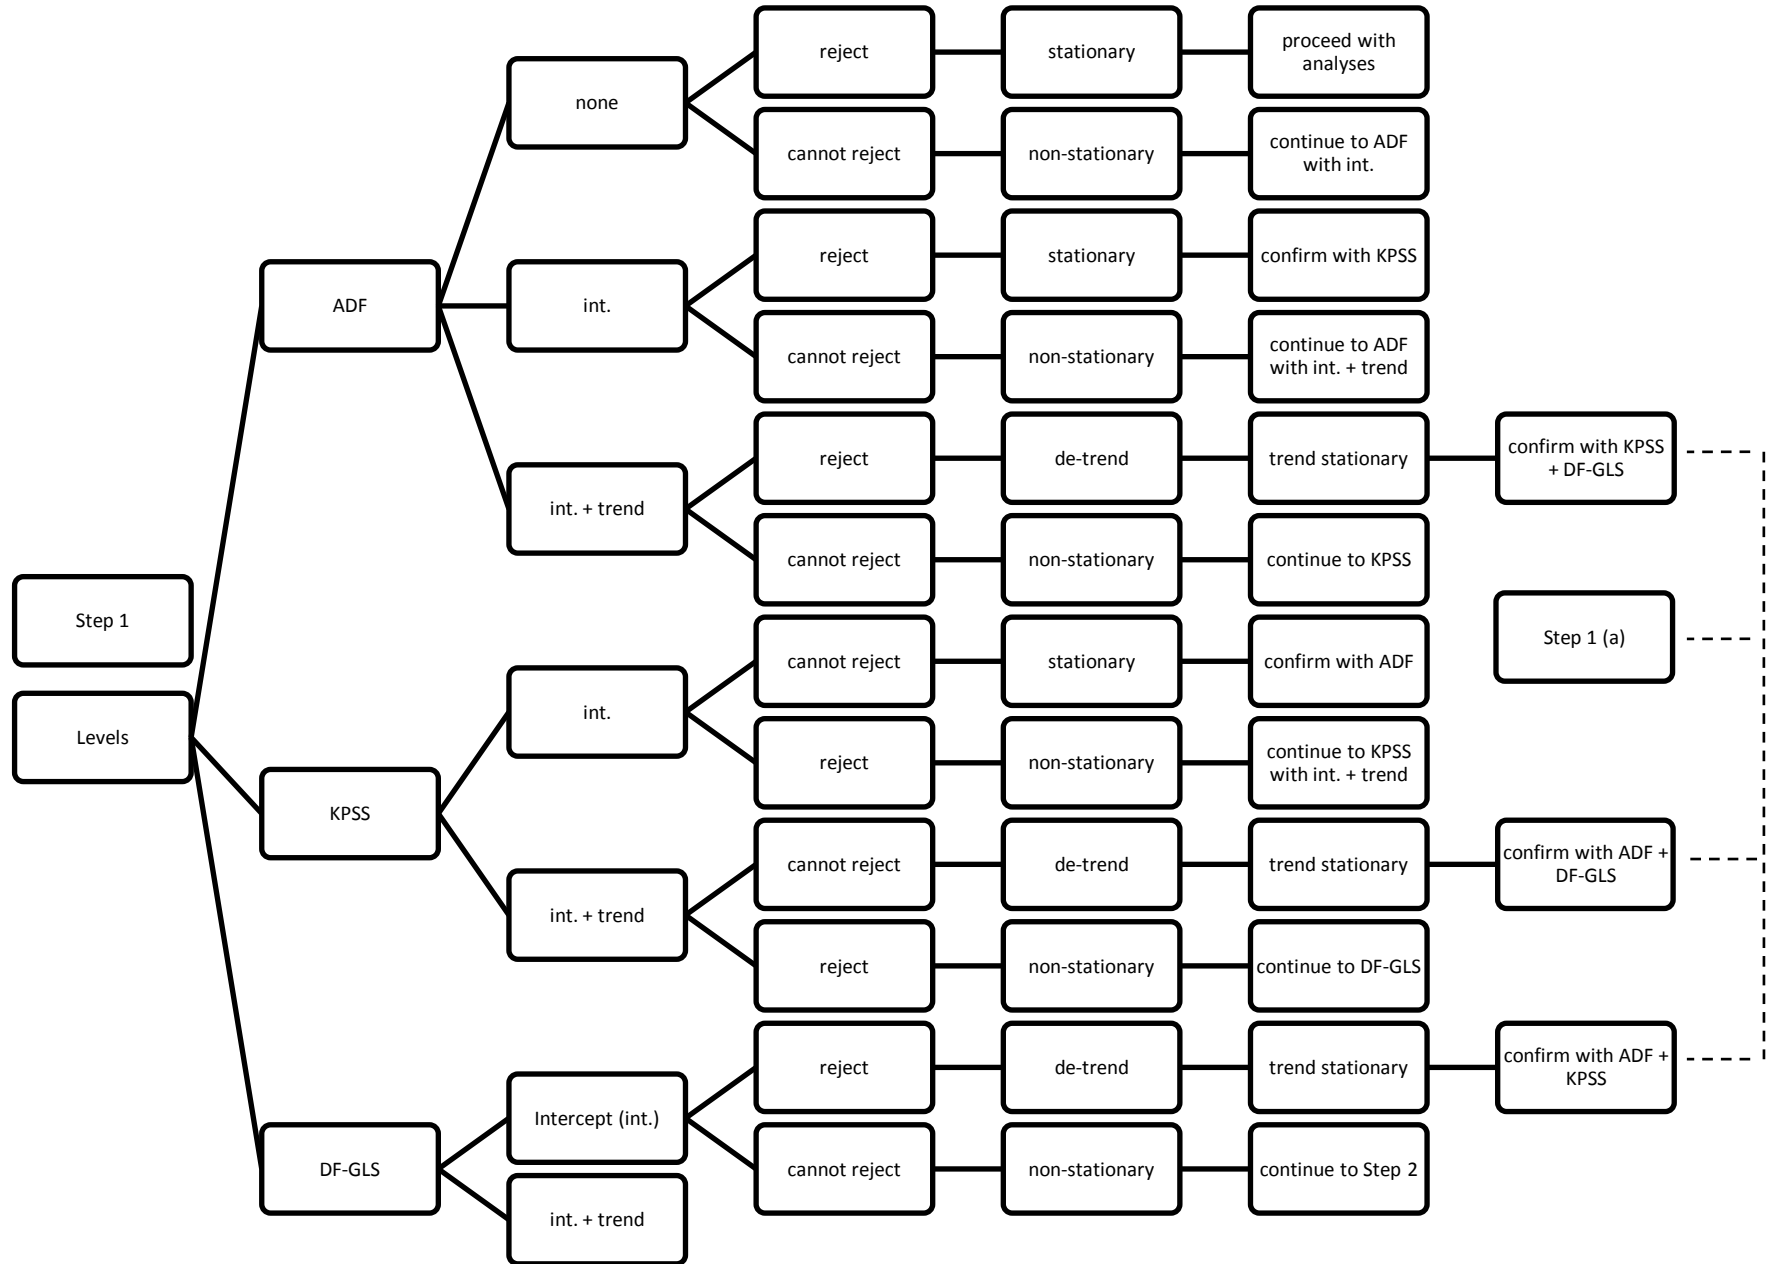 Step 1
Levels
ADF
none
reject
stationary
proceed with
analyses
cannot reject
non-stationary
continue to ADF
with int.
int.
reject
stationary
confirm with KPSS
cannot reject
non-stationary
continue to ADF
with int. + trend
int. + trend
reject
de-trend
trend stationary
confirm with KPSS
+ DF-GLS
cannot reject
non-stationary
continue to KPSS
Step 1 (a)
KPSS
int.
cannot reject
stationary
confirm with ADF
reject
non-stationary
continue to KPSS
with int. + trend
int. + trend
cannot reject
de-trend
trend stationary
confirm with ADF +
DF-GLS
reject
non-stationary
continue to DF-GLS
DF-GLS
Intercept (int.)
reject
de-trend
trend stationary
confirm with ADF +
KPSS
cannot reject
non-stationary
continue to Step 2
int. + trend